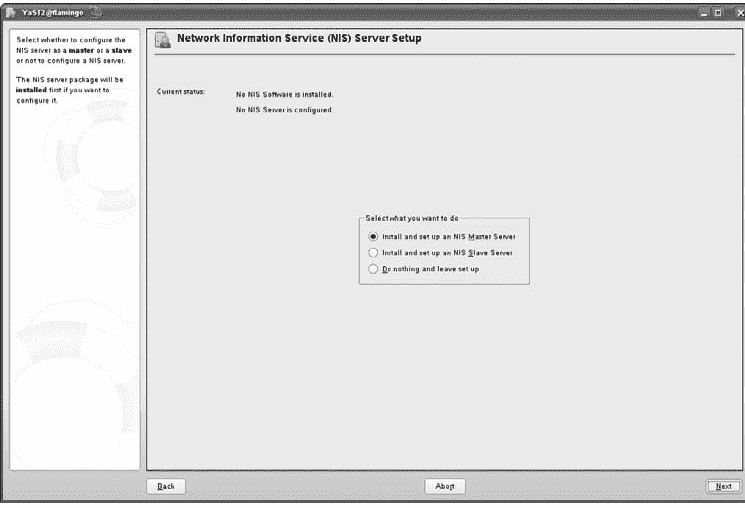 YaST2@flamingo
Select whether to configure the
NIS server as a master or a slave
or not to configure a NIS server.
The NIS server package will be
installed first if you want to
configure it.
Network Information Service (NIS) Server Setup
Current status:
No NIS Software is installed.
No NIS Server is configured.
Select what you want to do
Install and set up an NIS Master Server
Install and set up an NIS Slave Server
Do nothing and leave set up
Back
Abort
Next